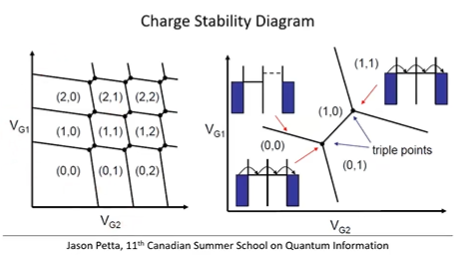 Charge Stability Diagram
(2,0) (2,1) (2,2)
V_G1
(1,0) (1,1) (1,2)
(0,0) (0,1) (0,2)
V_G2
(1,1)
(1,0)
V_G1
(0,0)
triple points
(0,1)
V_G2
Jason Petta, 11th Canadian Summer School on Quantum Information